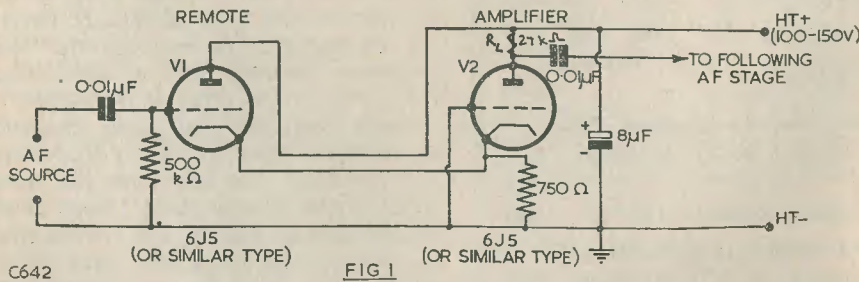 REMOTE
AMPLIFIER
HT+
(100-150V)
V1
RL
27kΩ
V2
0·01µF
0·01µF
TO FOLLOWING
AF STAGE
AF
SOURCE
500
kΩ
+
-
8µF
750 Ω
HT-
6J5
(OR SIMILAR TYPE)
6J5
(OR SIMILAR TYPE)
C642
FIG 1